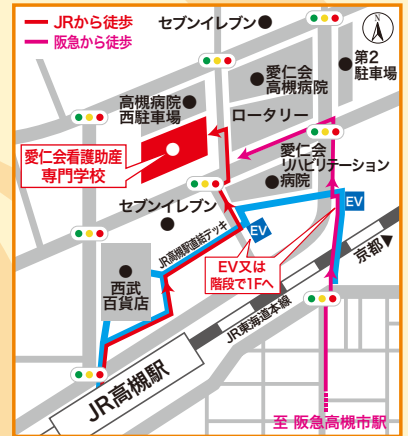 JRから徒歩
阪急から徒歩
セブンイレブン
N
第2
駐車場
愛仁会
高槻病院
高槻病院
西駐車場
ロータリー
愛仁会看護助産
専門学校
愛仁会
リハビリテーション
病院
セブンイレブン
EV
EV
JR高槻駅直結デッキ
EV又は
階段で1Fへ
京都
西武
百貨店
JR東海道本線
JR高槻駅
至 阪急高槻市駅